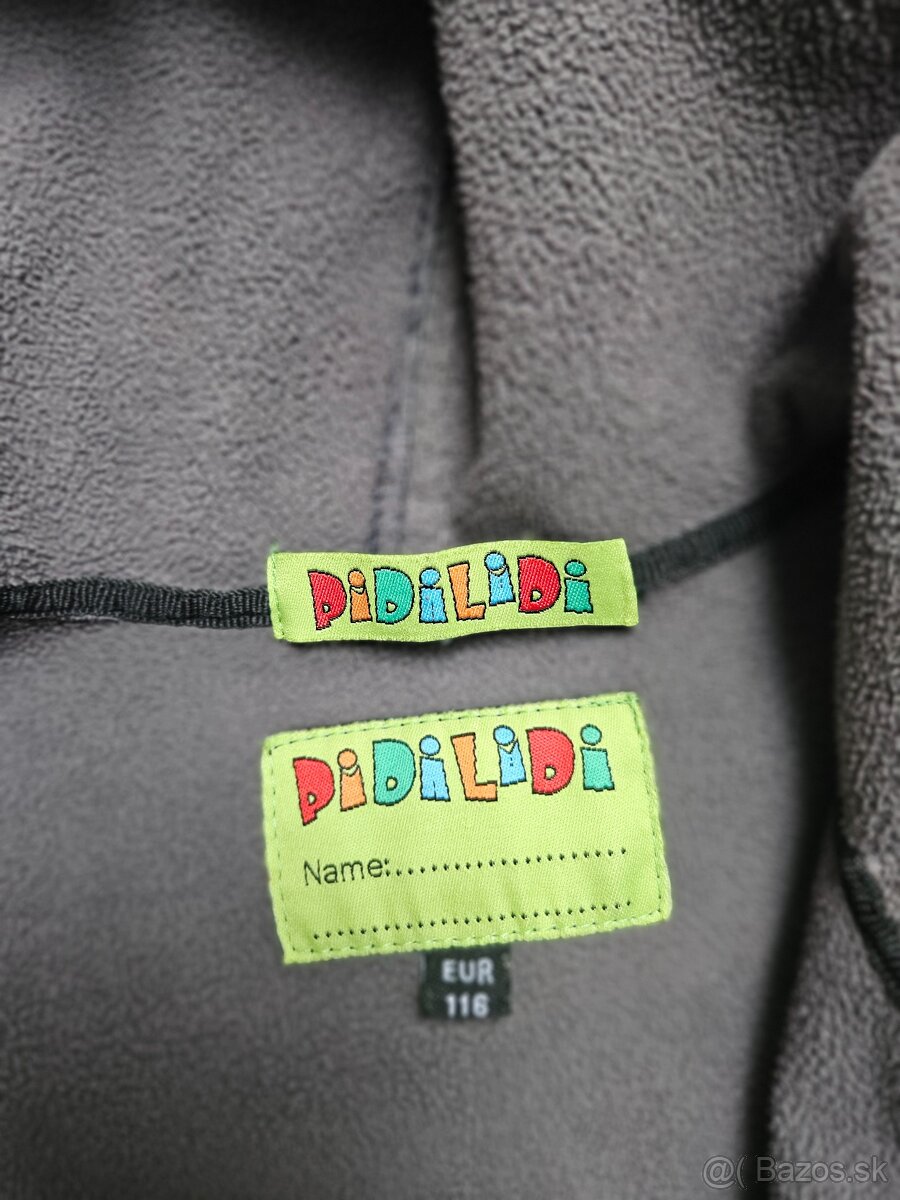 PiDiLiDi
PiDiLiDi
Name:..................
........................
EUR
116
@( Bazos.sk